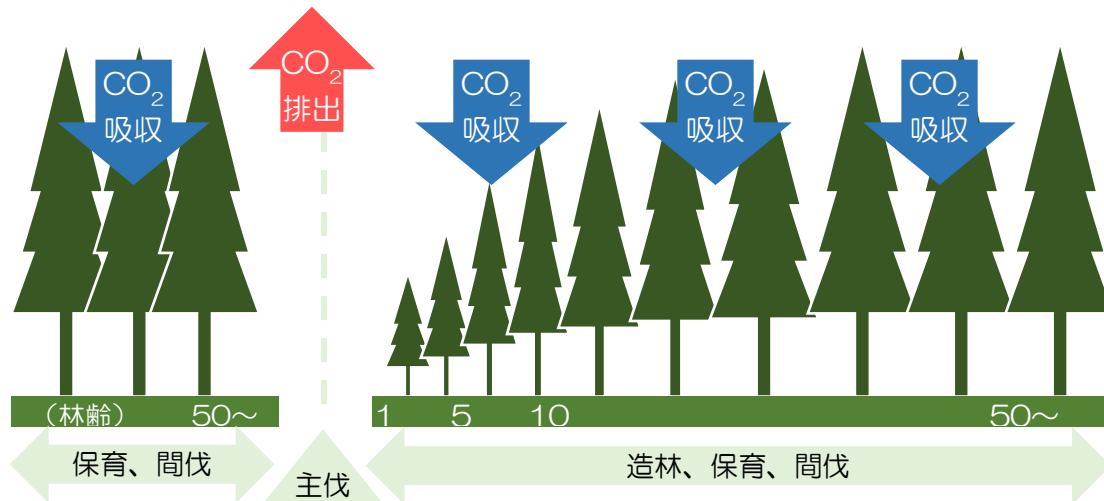 CO₂
吸収
CO₂
排出
CO₂
吸収
CO₂
吸収
CO₂
吸収
（林齢） 50～
1 5 10 50～
保育、間伐
主伐
造林、保育、間伐